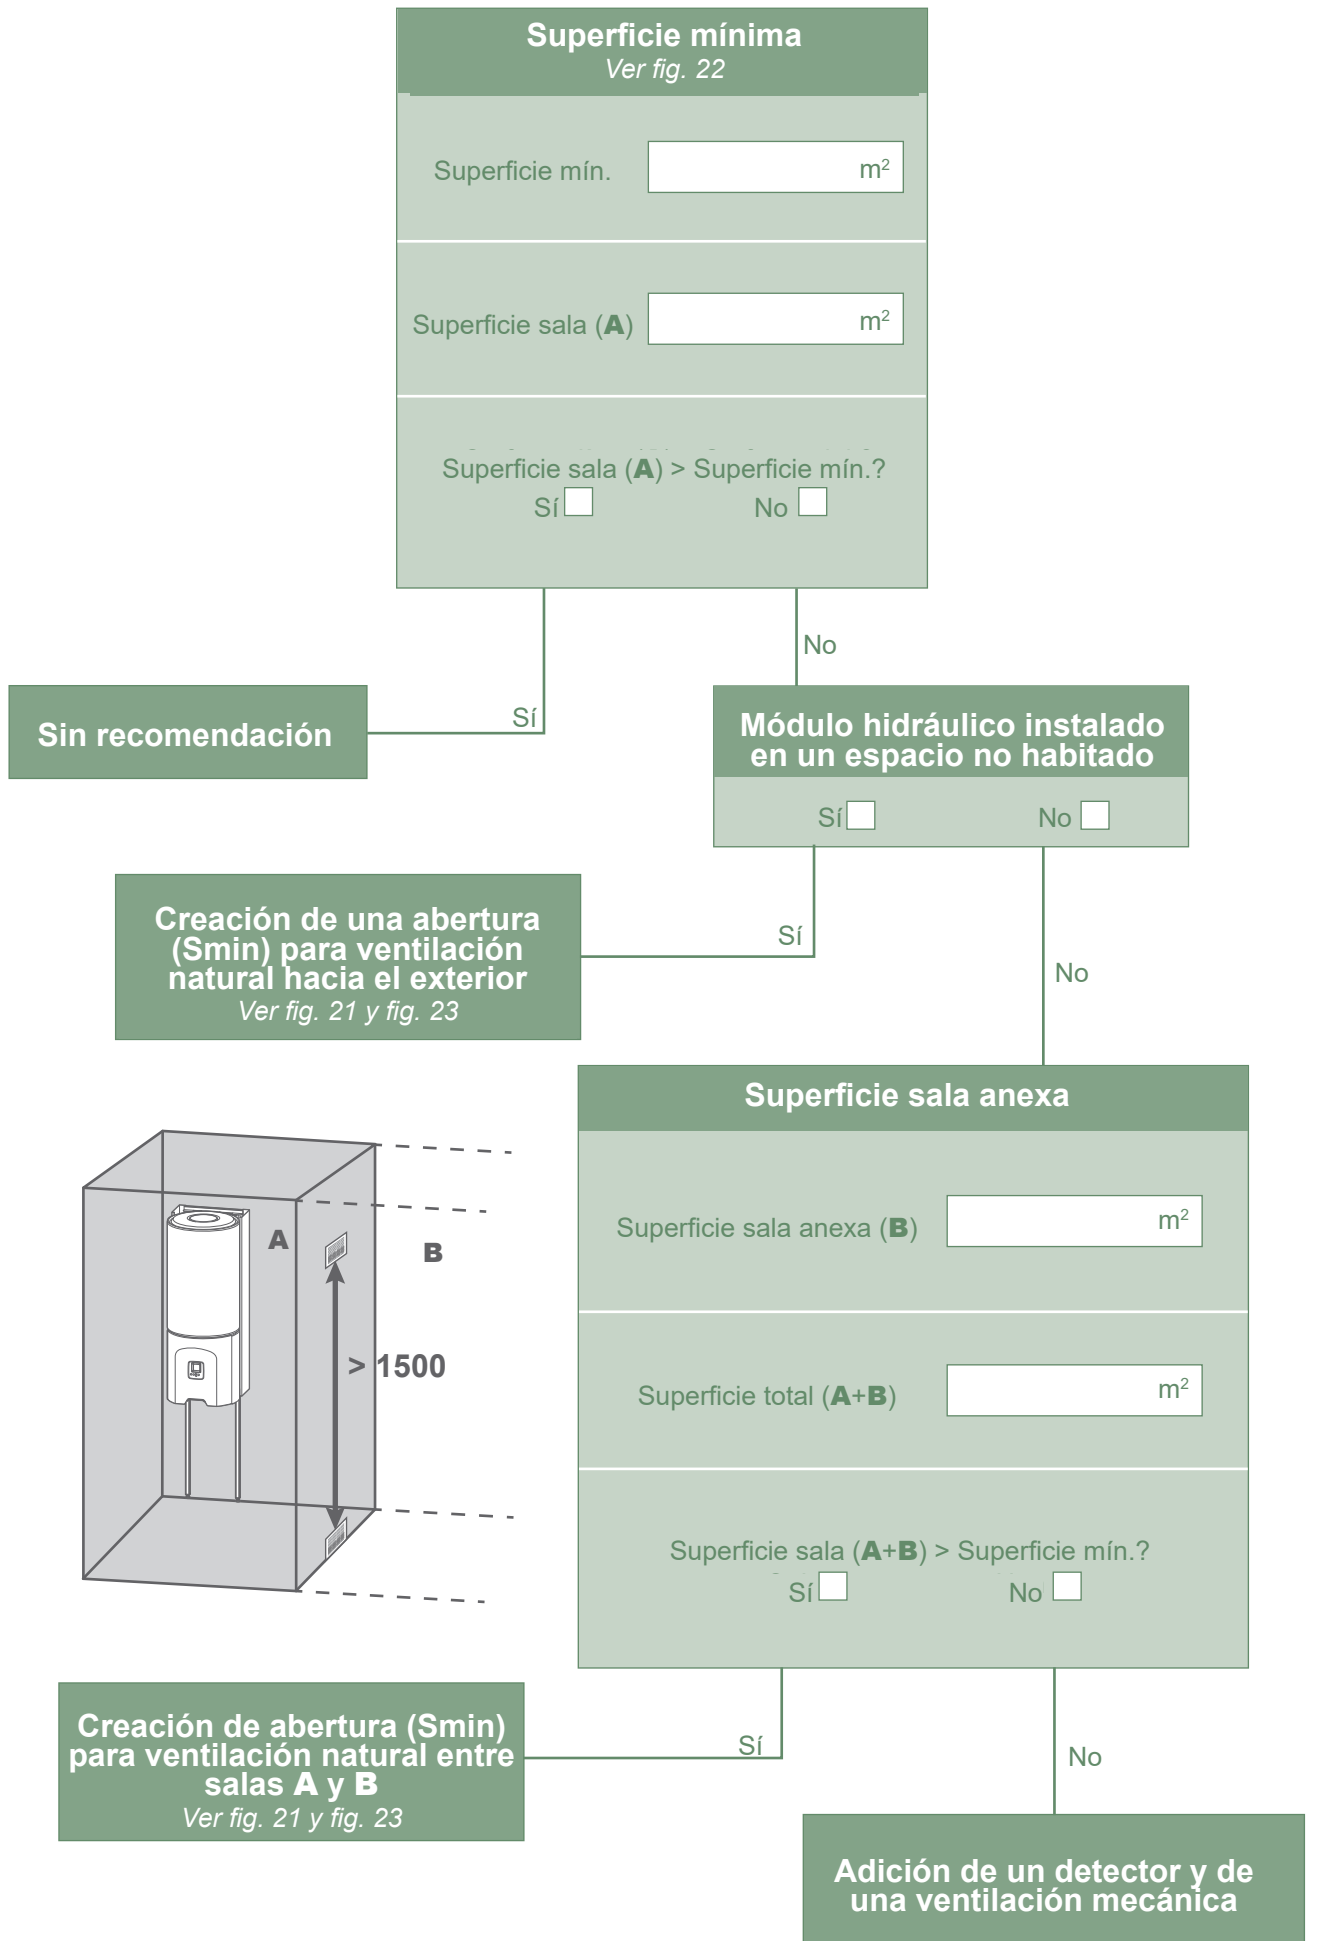 Superficie mínima
Ver fig. 22
Superficie mín.
m²
Superficie sala (A)
m²
Superficie sala (A) > Superficie mín.?
Sí No
No
Sí
Sin recomendación
Módulo hidráulico instalado
en un espacio no habitado
Sí No
Sí
No
Creación de una abertura
(Smin) para ventilación
natural hacia el exterior
Ver fig. 21 y fig. 23
Superficie sala anexa
Superficie sala anexa (B)
m²
Superficie total (A+B)
m²
Superficie sala (A+B) > Superficie mín.?
Sí No
A
B
> 1500
Sí
No
Creación de abertura (Smin)
para ventilación natural entre
salas A y B
Ver fig. 21 y fig. 23
Adición de un detector y de
una ventilación mecánica